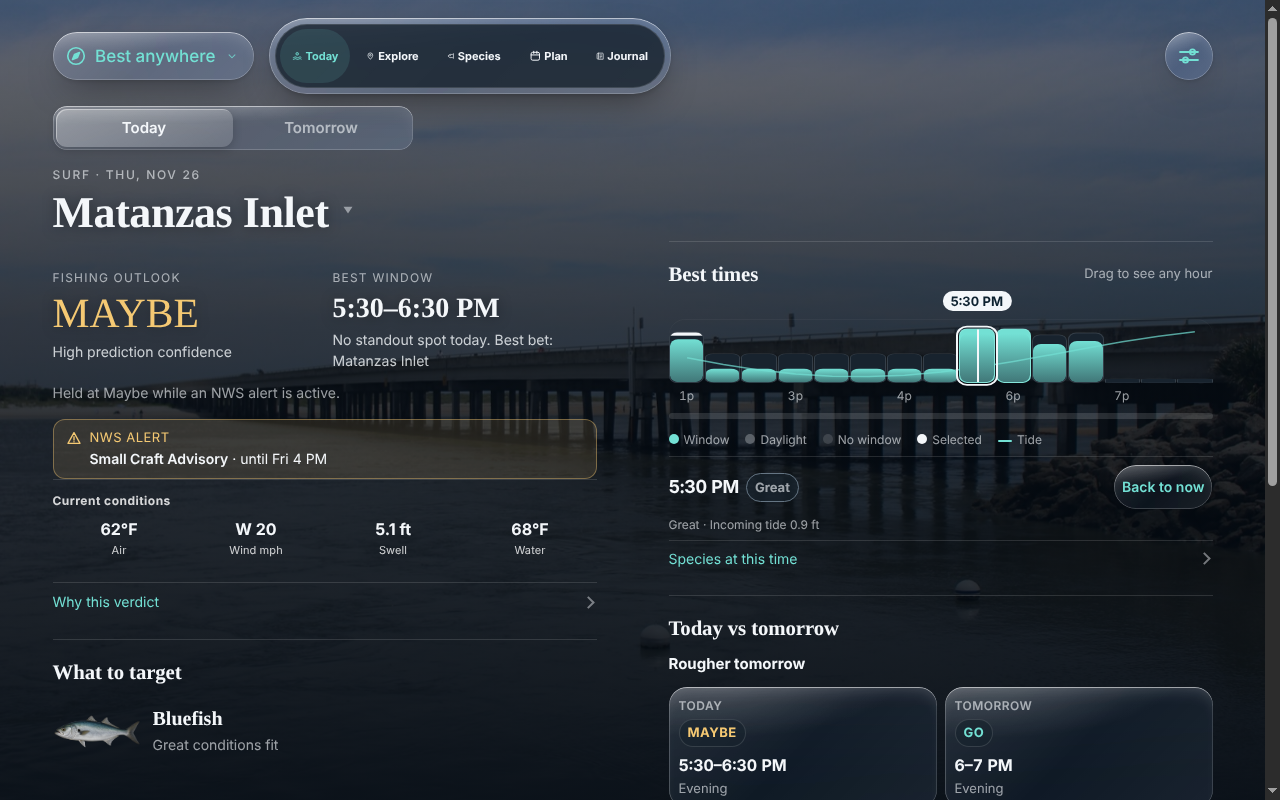 Best anywhere
Today
Explore
Species
Plan
Journal
Today
Tomorrow
SURF · THU, NOV 26
Matanzas Inlet
FISHING OUTLOOK
MAYBE
High prediction confidence
BEST WINDOW
5:30–6:30 PM
No standout spot today. Best bet:
Matanzas Inlet
Held at Maybe while an NWS alert is active.
NWS ALERT
Small Craft Advisory · until Fri 4 PM
Current conditions
62°F
Air
W 20
Wind mph
5.1 ft
Swell
68°F
Water
Why this verdict
What to target
Bluefish
Great conditions fit
Best times
Drag to see any hour
5:30 PM
1p
3p
4p
6p
7p
Window
Daylight
No window
Selected
Tide
5:30 PM
Great
Back to now
Great · Incoming tide 0.9 ft
Species at this time
Today vs tomorrow
Rougher tomorrow
TODAY
MAYBE
5:30–6:30 PM
Evening
TOMORROW
GO
6–7 PM
Evening